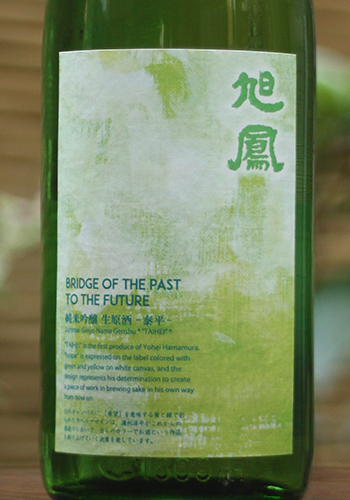 旭鳳
BRIDGE OF THE PAST
TO THE FUTURE
純米吟醸 生原酒 -泰平-
Junmai Ginjo Nama Genshu * "TAIHEI" *
"TAIHEI" is the first produce of Yohei Hamamura.
"hope" is expressed on the label colored with
green and yellow on white canvas, and the
design represents his determination to create
a piece of work in brewing sake in his own way
from now on.